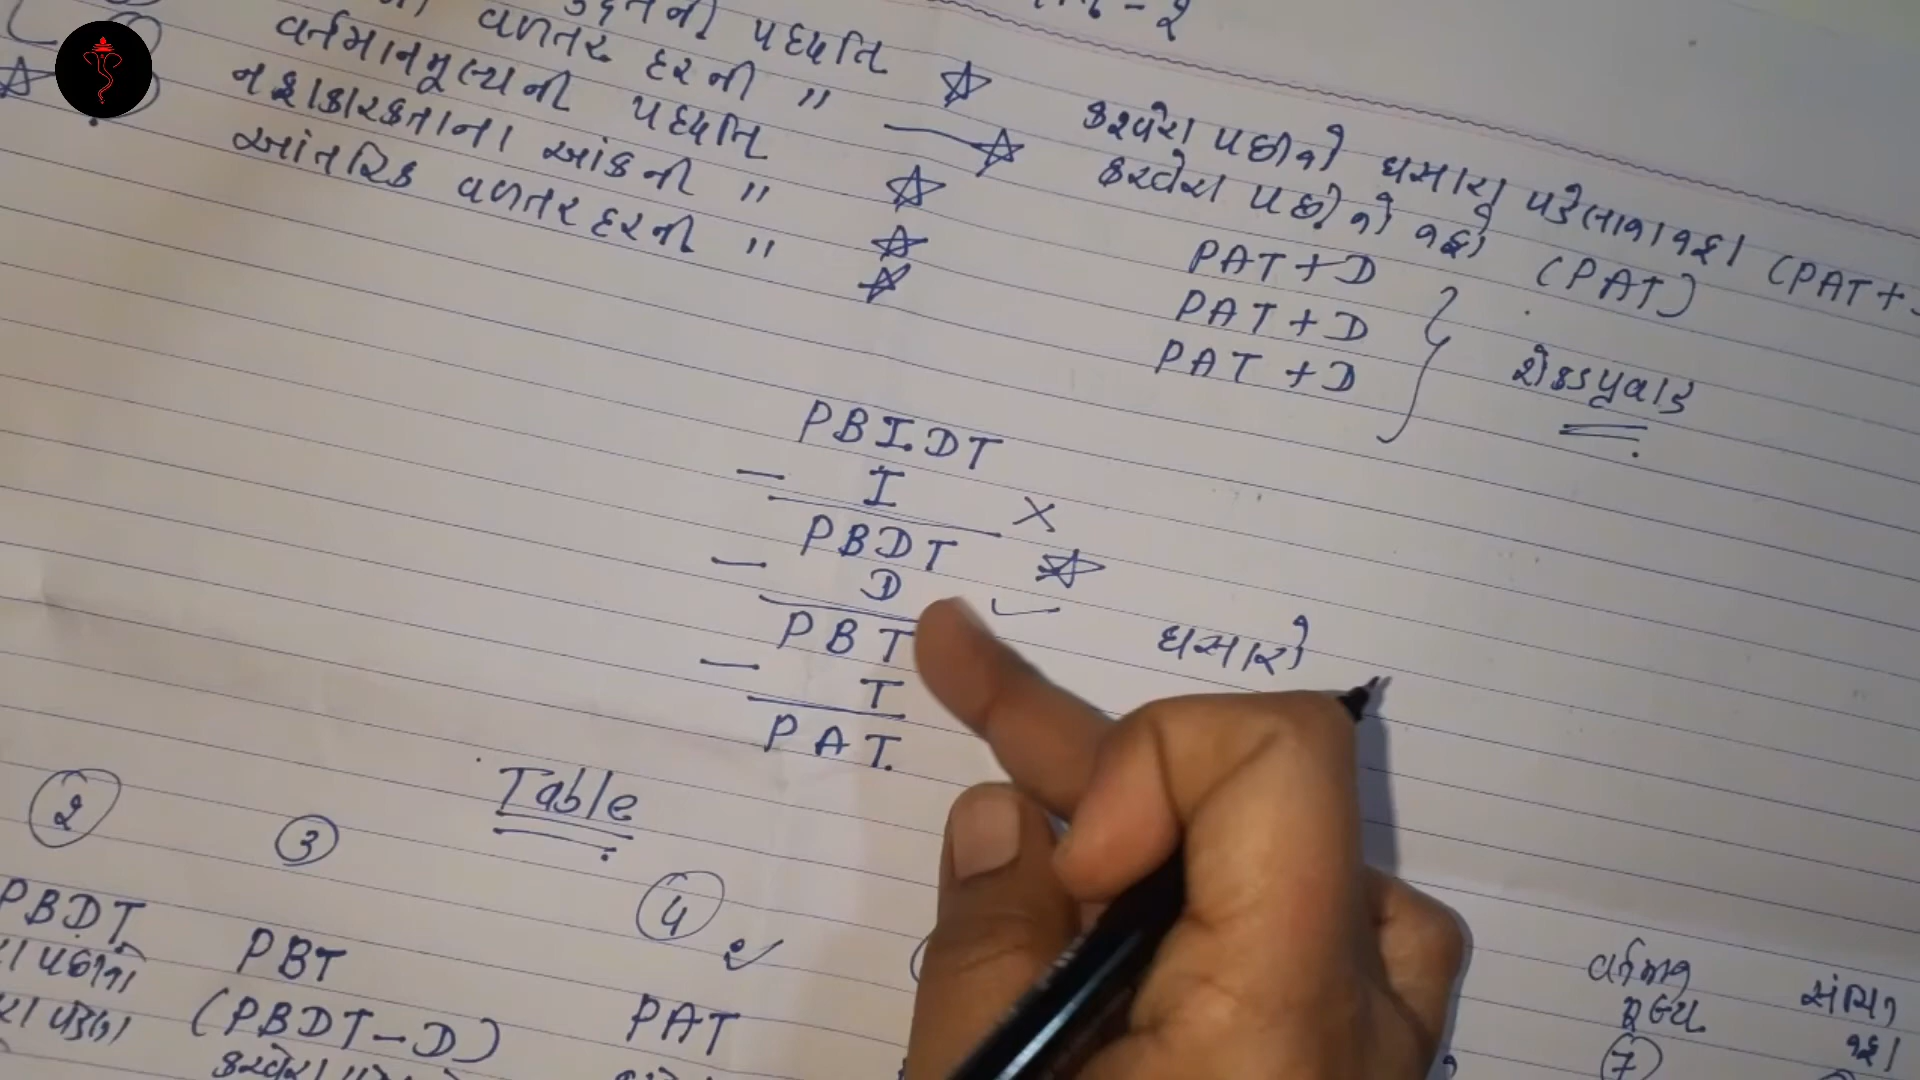 પદ્ધતિ
વળતર દરની "
વર્તમાનમૂલ્યની પદ્ધતિ
નફાકારકતાના આંકની "
આંતરિક વળતર દરની "
કરવેરા પછીનો ઘસારા પહેલાનો નફો (PAT+
કરવેરા પછીનો નફો (PAT)
PAT + D
PAT + D
PAT + D
રોકડપ્રવાહ
PBIDT
— I ×
PBDT
— D
ઘસારો
PBT
— T
PAT.
Table
2 3 4
PBDT
PBT
(PBDT-D)
PAT
વર્તમાન
મૂલ્ય
7